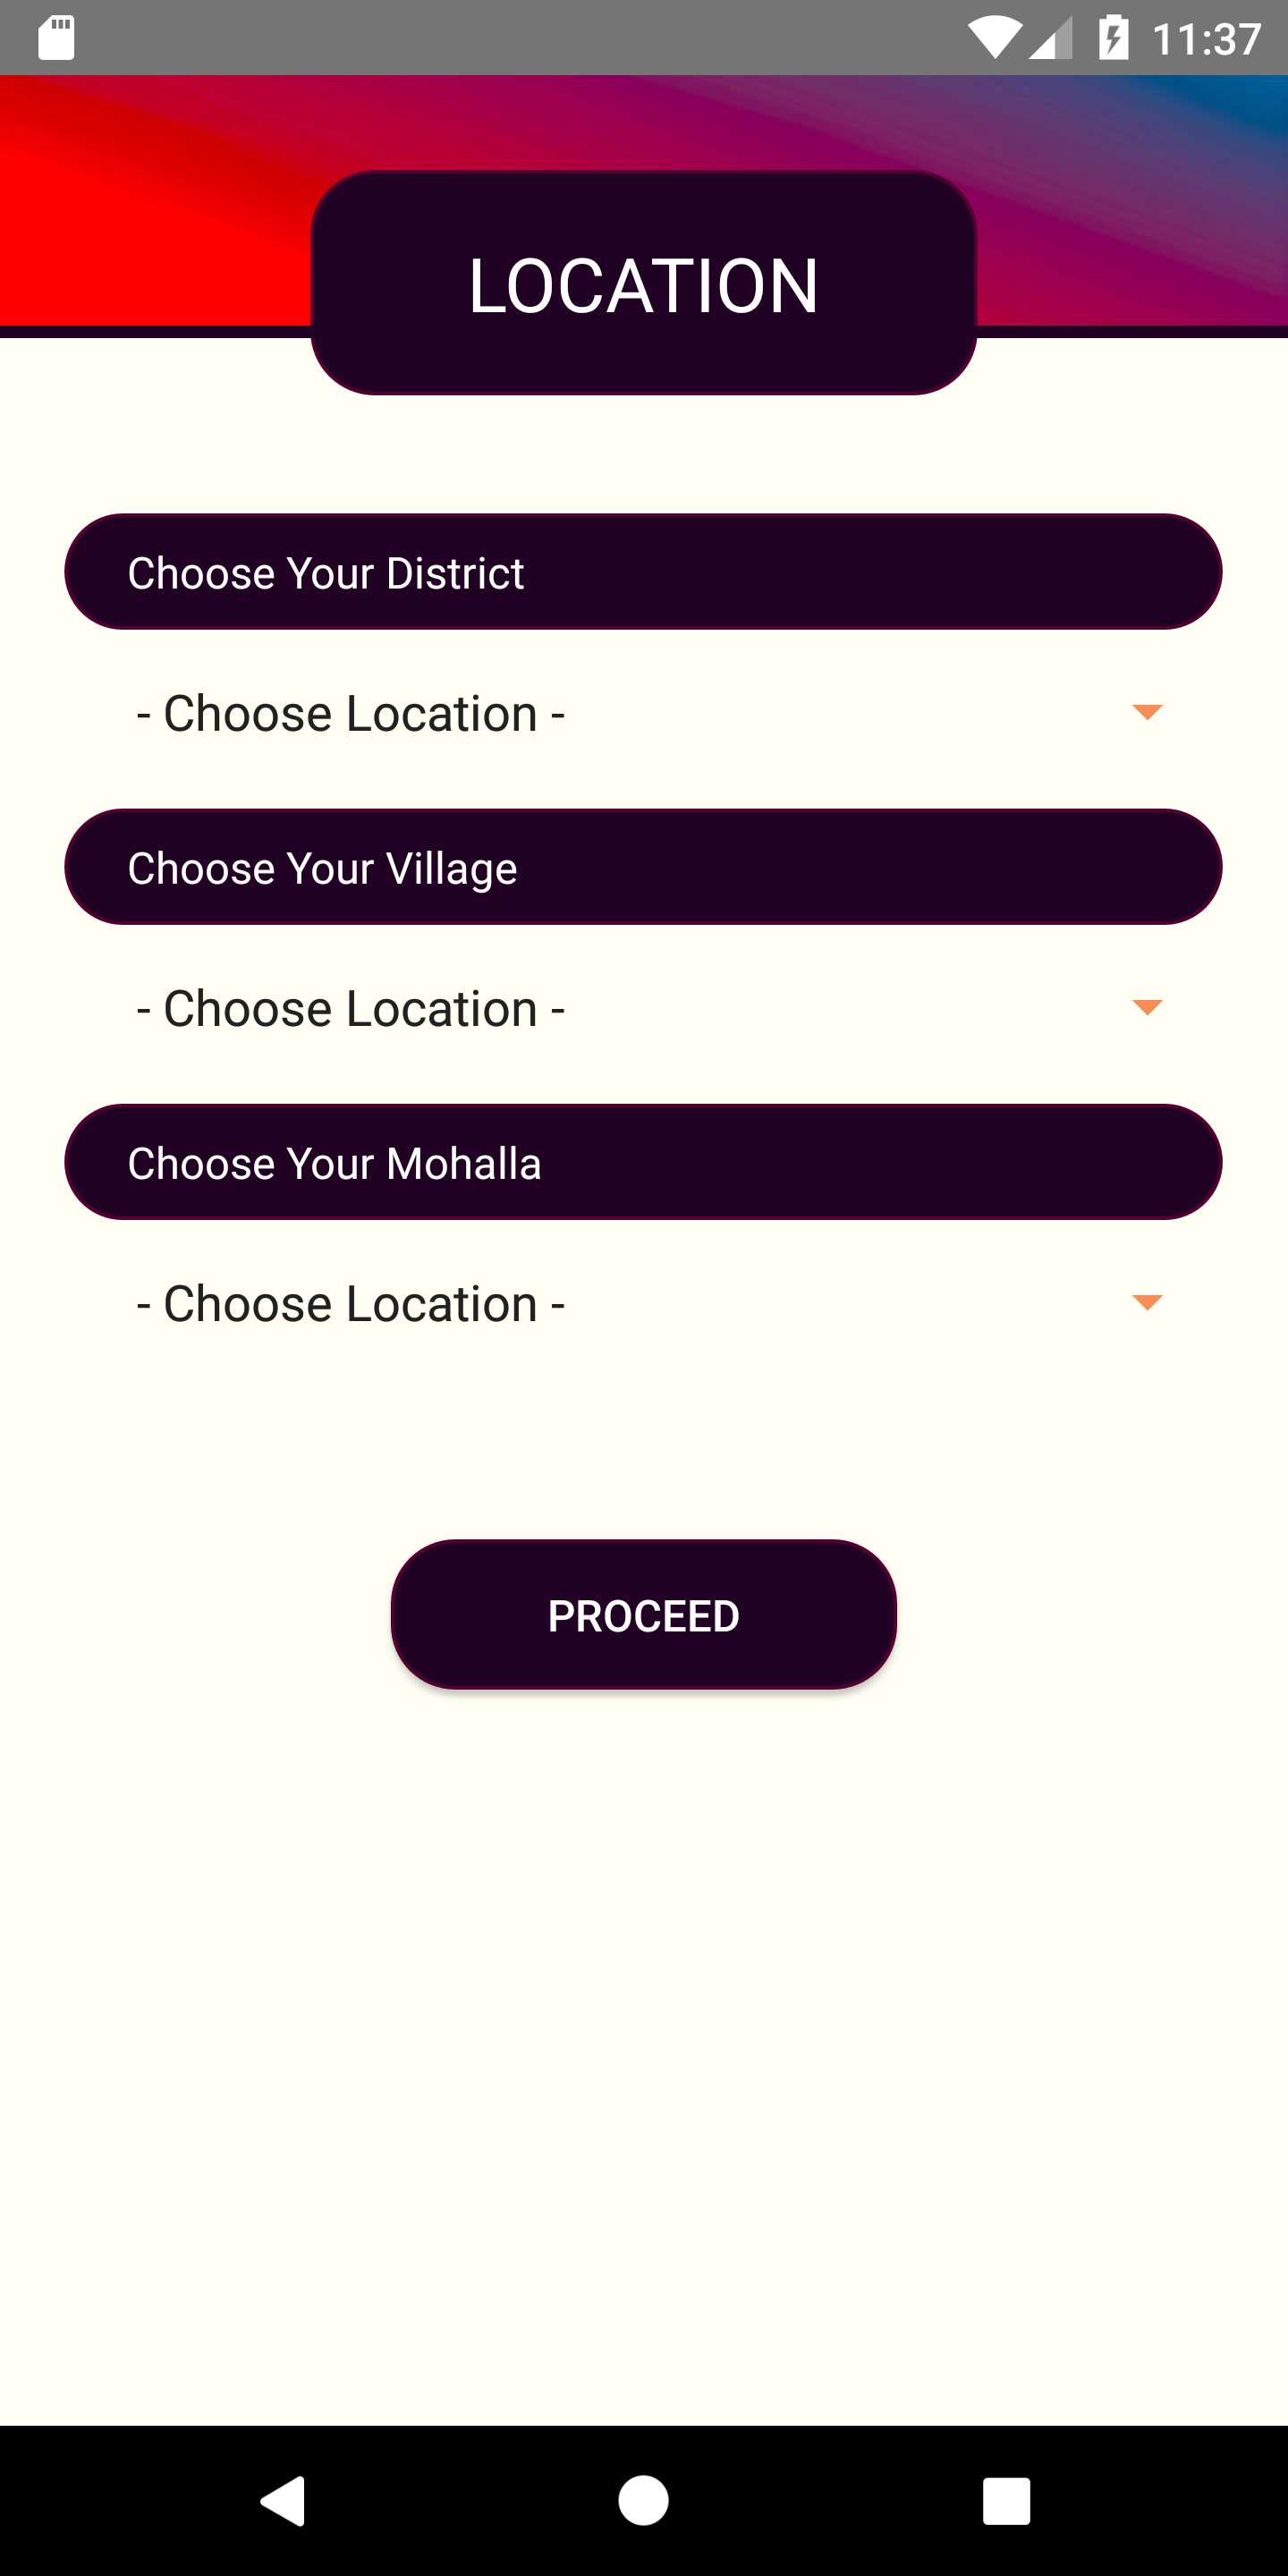 11:37
LOCATION
Choose Your District
- Choose Location -
Choose Your Village
- Choose Location -
Choose Your Mohalla
- Choose Location -
PROCEED